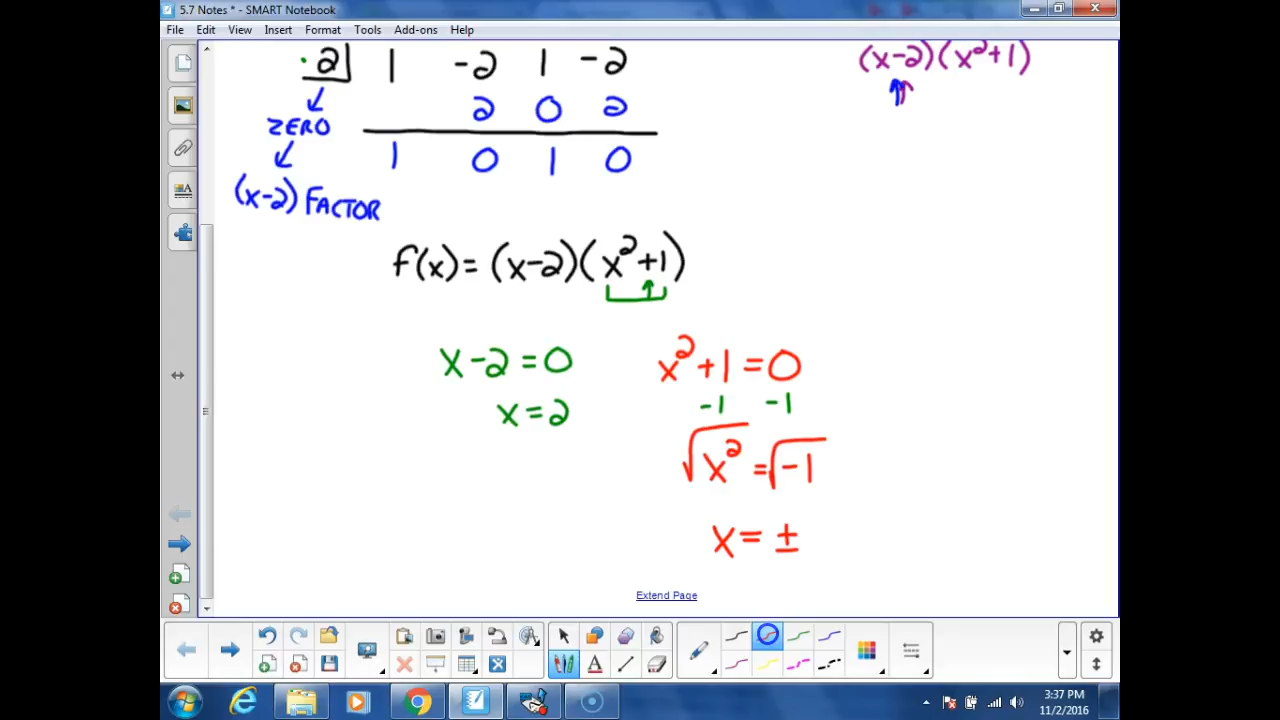 5.7 Notes * - SMART Notebook
File Edit View Insert Format Tools Add-ons Help
2 1 -2 1 -2
(x-2)(x²+1)
2 0 2
ZERO
1 0 1 0
(x-2) FACTOR
f(x)= (x-2)(x²+1)
x-2=0
x²+1=0
x=2
-1 -1
√x² = √-1
x= ±
Extend Page
3:37 PM
11/2/2016